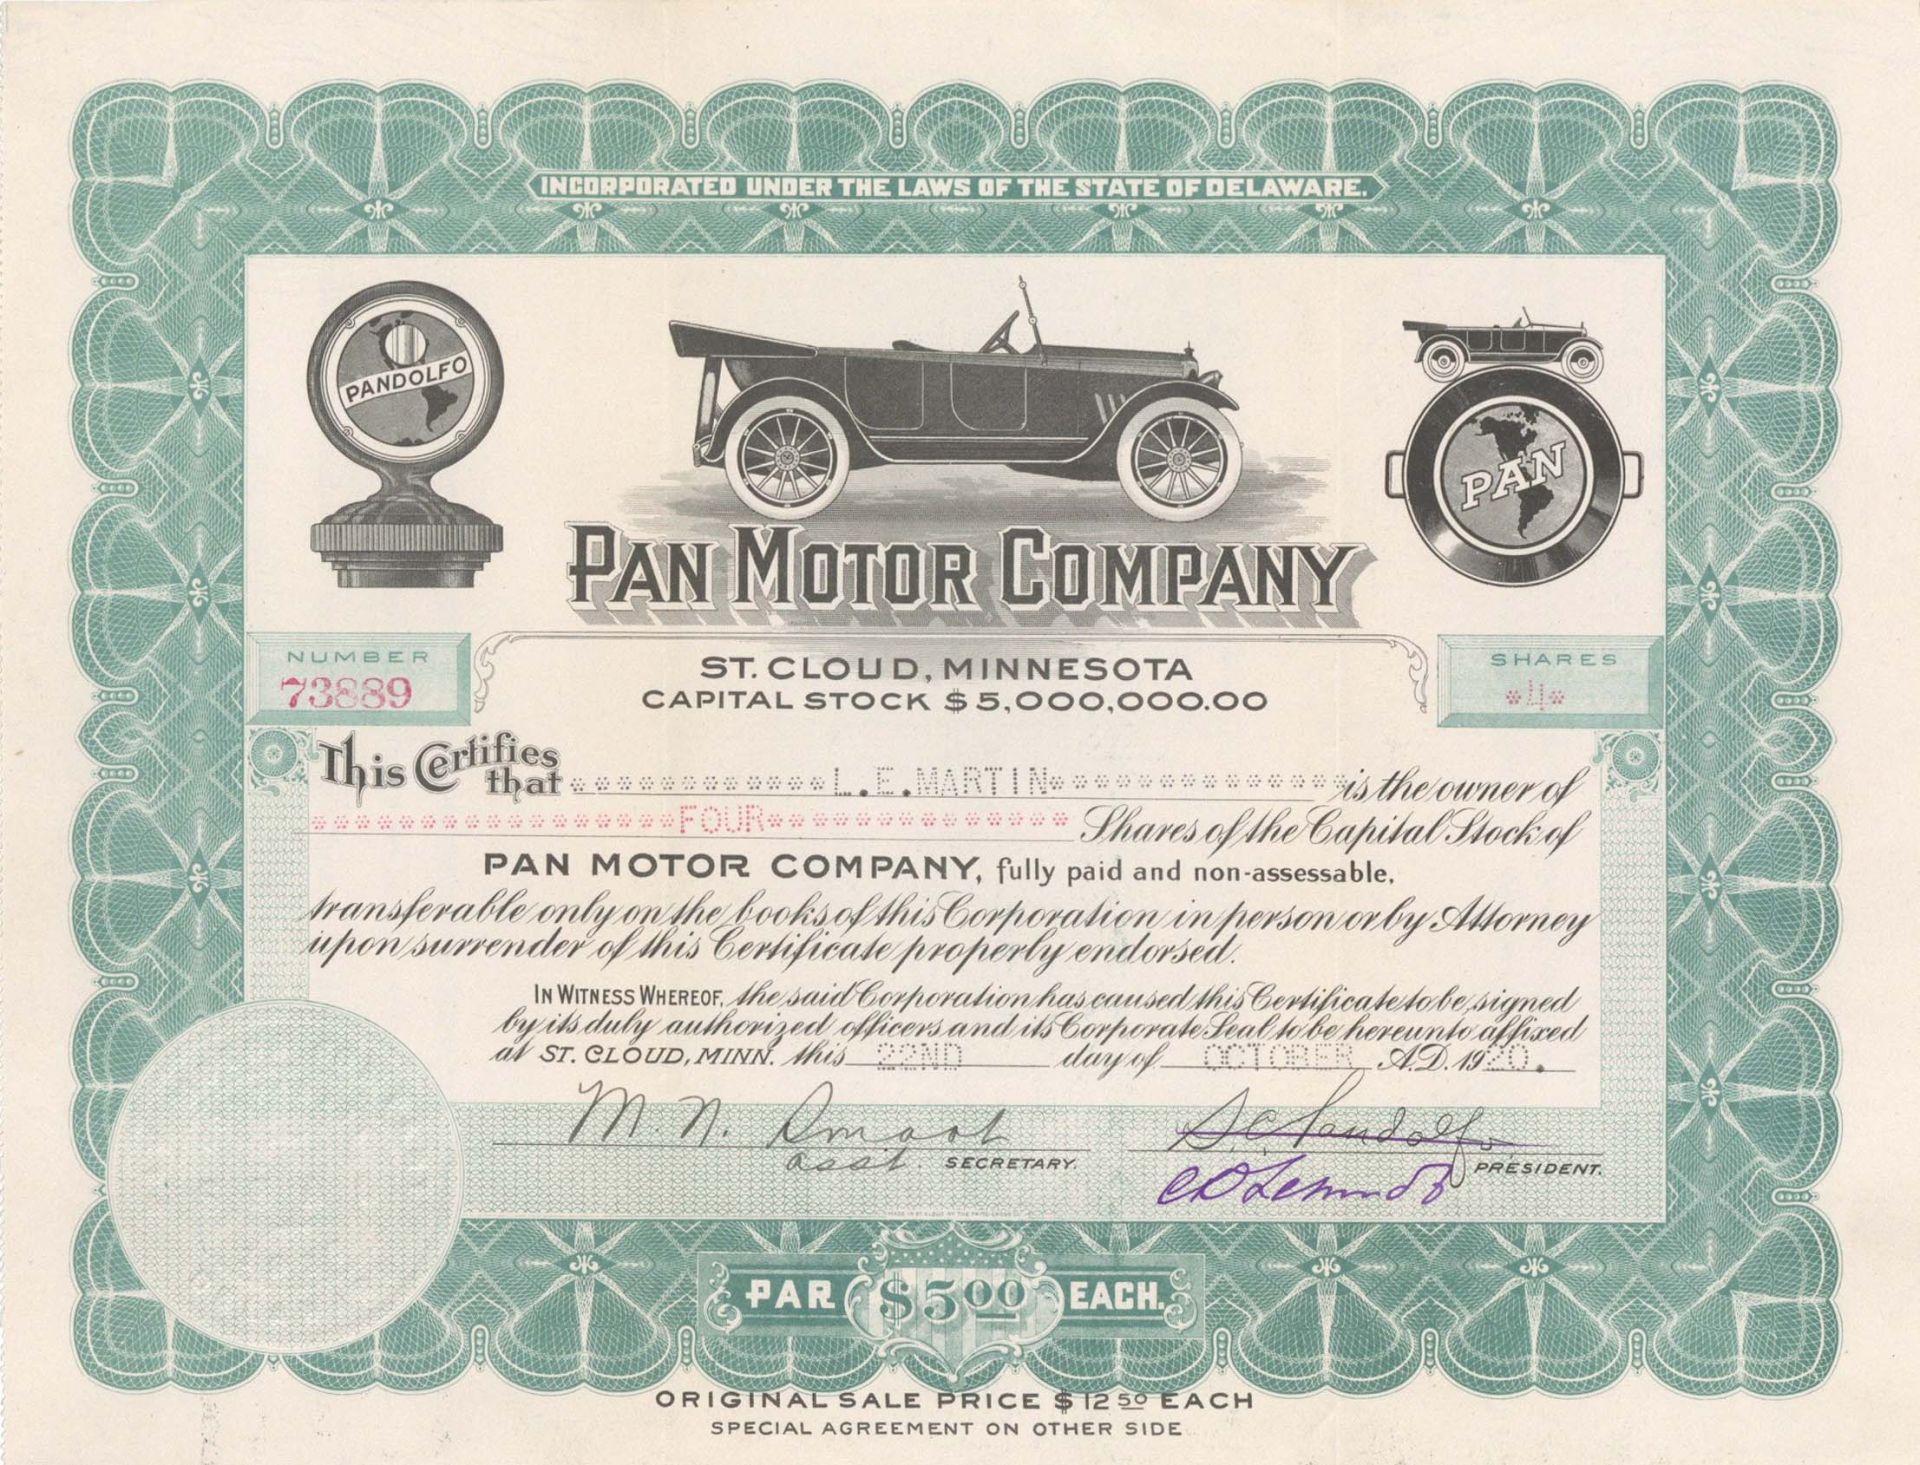 INCORPORATED UNDER THE LAWS OF THE STATE OF DELAWARE.
PANDOLFO
PAN
PAN MOTOR COMPANY
ST. CLOUD, MINNESOTA
CAPITAL STOCK $5,000,000.00
NUMBER
73889
SHARES
*4*
This Certifies that ************L.E.MARTIN************** is the owner of
*****************FOUR************** Shares of the Capital Stock of
PAN MOTOR COMPANY, fully paid and non-assessable,
transferable only on the books of this Corporation in person or by Attorney
upon surrender of this Certificate properly endorsed.
IN WITNESS WHEREOF, the said Corporation has caused this Certificate to be signed
by its duly authorized officers and its Corporate Seal to be hereunto affixed
at ST. CLOUD, MINN. this 22ND day of OCTOBER A.D. 1920.
M. N. S. C. Pandolfo
asst. SECRETARY. PRESIDENT.
PAR $5.00 EACH.
ORIGINAL SALE PRICE $12.50 EACH
SPECIAL AGREEMENT ON OTHER SIDE